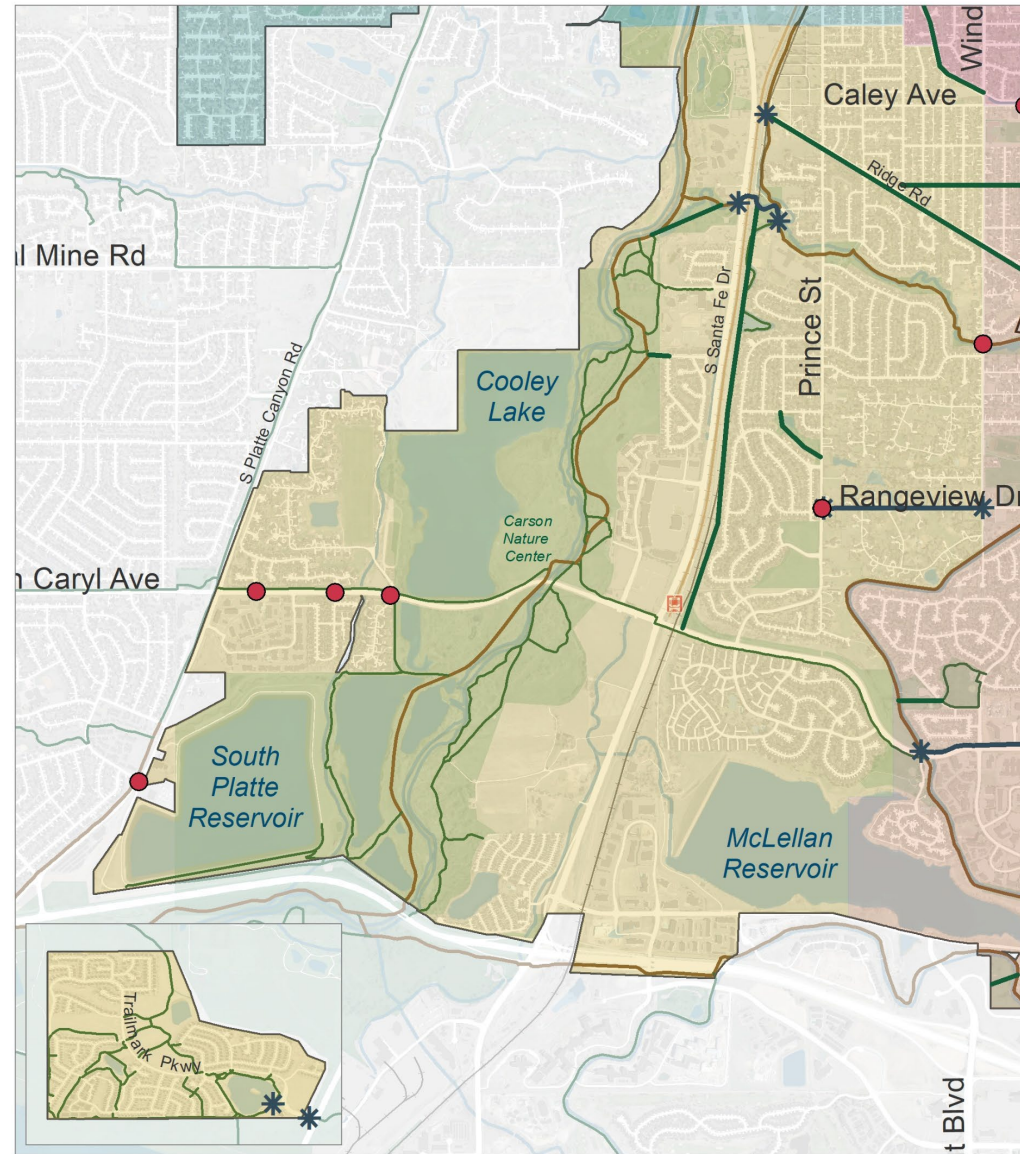 Wind
Caley Ave
Ridge Rd
al Mine Rd
S Santa Fe Dr
Prince St
Cooley
Lake
S Platte Canyon Rd
Rangeview Dr
Carson
Nature
Center
n Caryl Ave
South
Platte
Reservoir
McLellan
Reservoir
Trailmark Pkwy
t Blvd